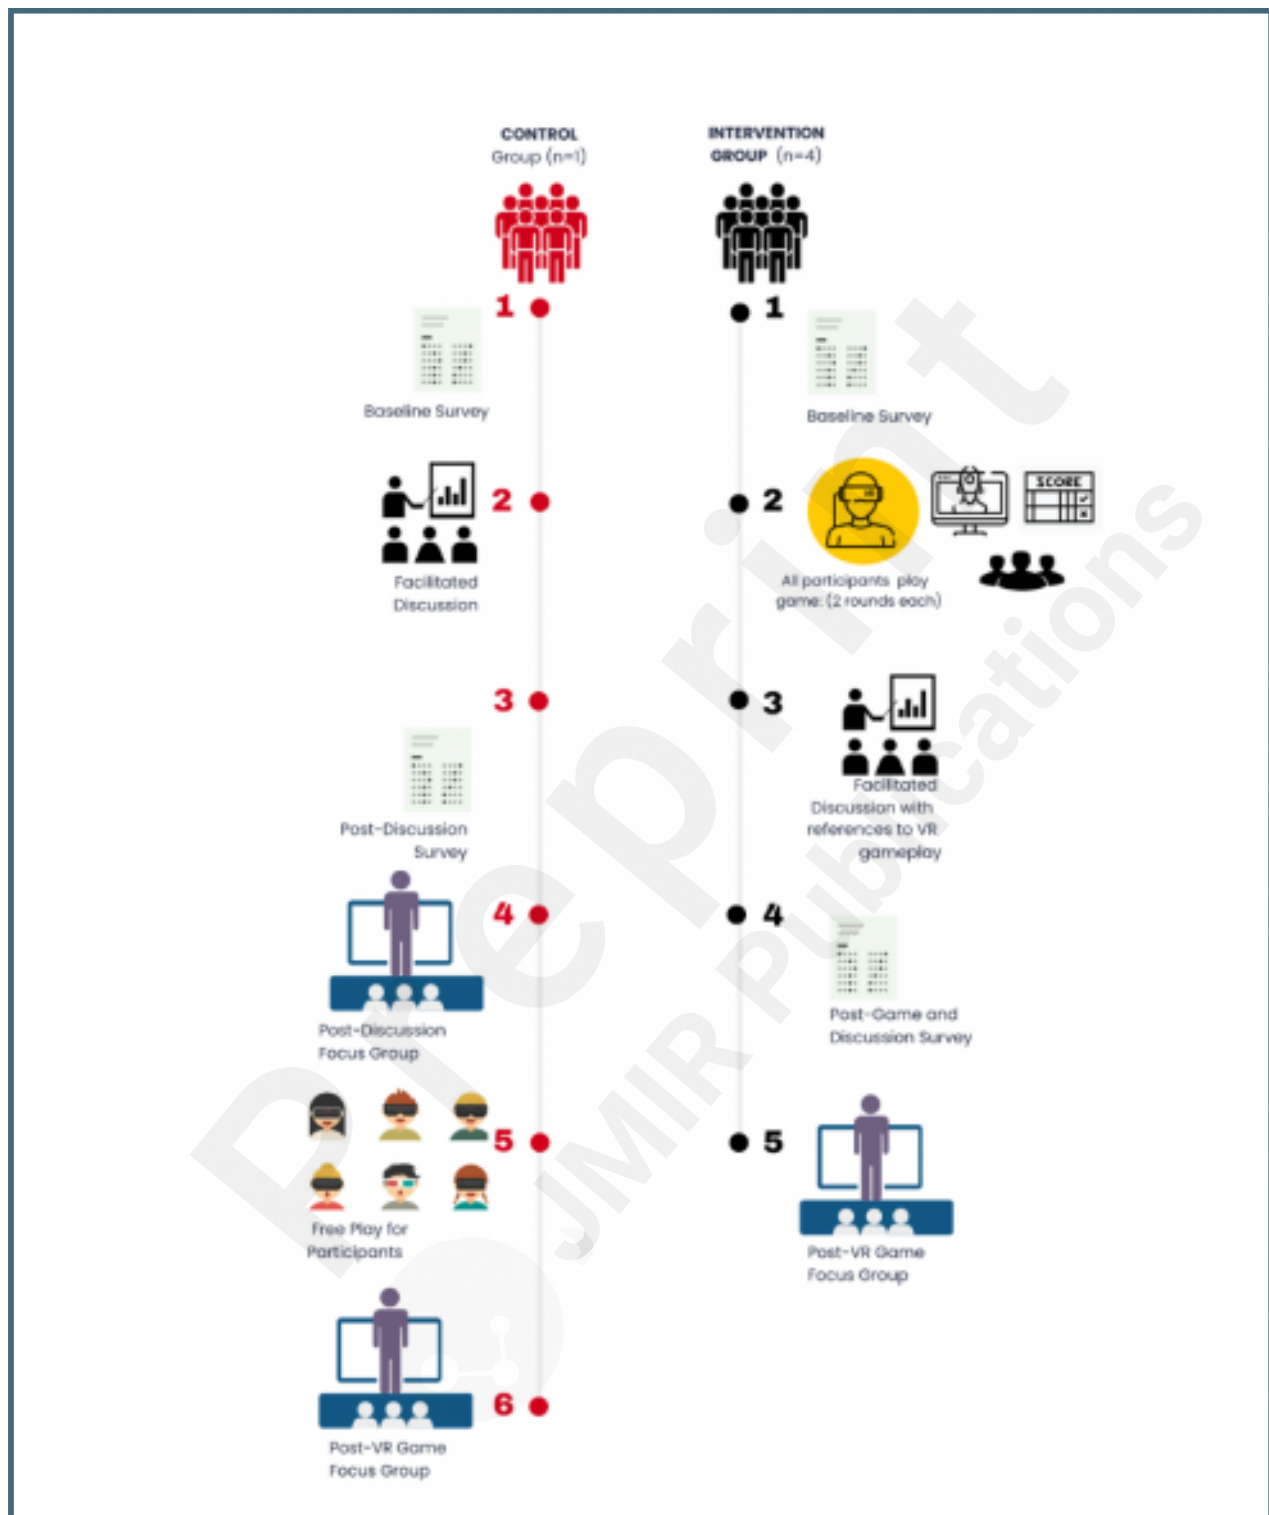 CONTROL
Group (n=1)
1
Baseline Survey
2
Facilitated
Discussion
3
Post-Discussion
Survey
4
Post-Discussion
Focus Group
5
Free Play for
Participants
6
Post-VR Game
Focus Group
INTERVENTION
GROUP (n=4)
1
Baseline Survey
2
VR
SCORE
All participants play
game: (2 rounds each)
3
Facilitated
Discussion with
references to VR
gameplay
4
Post-Game and
Discussion Survey
5
Post-VR Game
Focus Group
Preprint
JMIR Publications